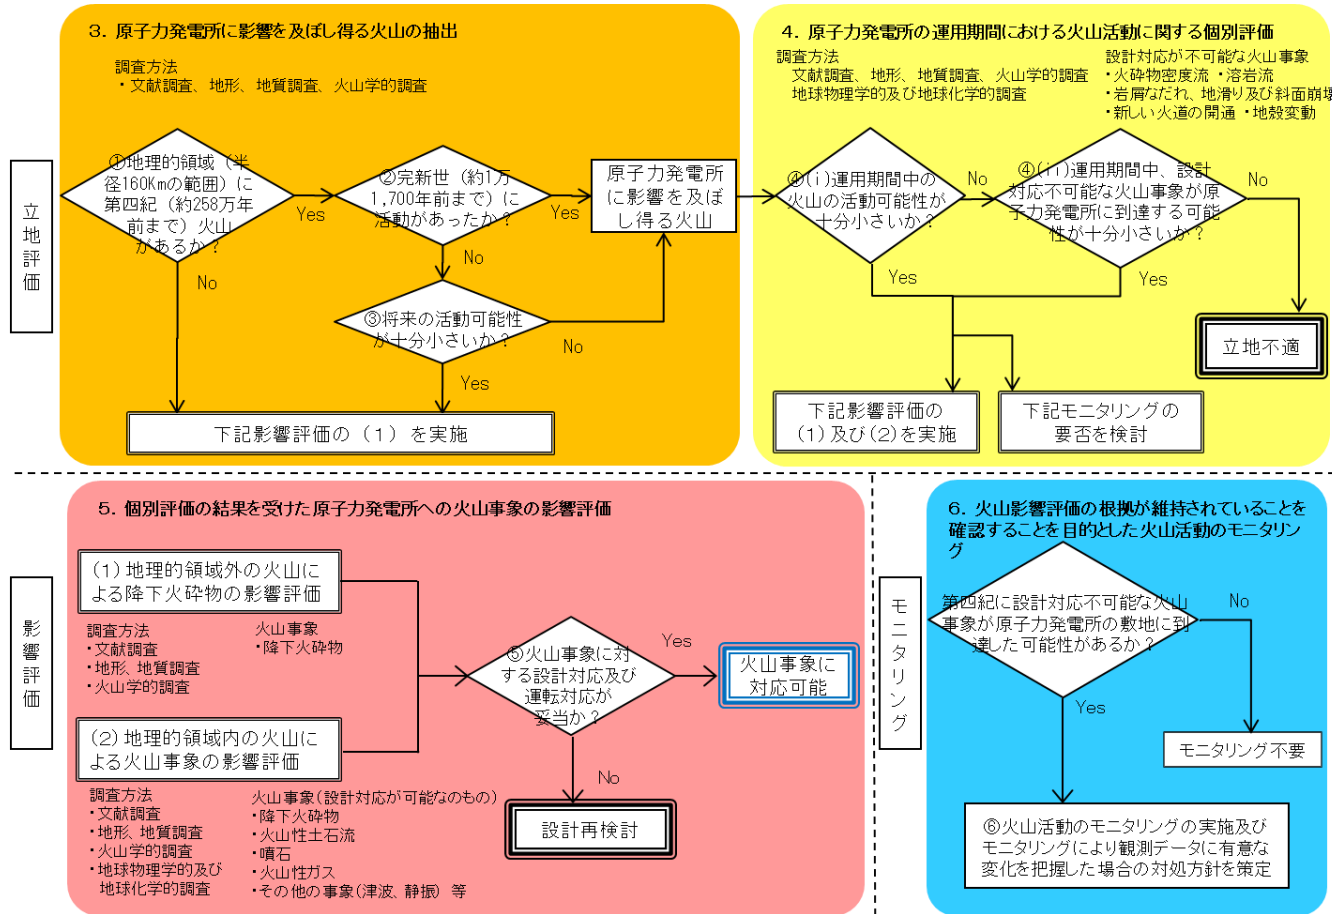 3. 原子力発電所に影響を及ぼし得る火山の抽出
調査方法
・文献調査、地形、地質調査、火山学的調査
立地評価
①地理的領域（半
径160Kmの範囲）に
第四紀（約258万年
前まで）火山
があるか？
Yes
No
②完新世（約1万
1,700年前まで）に
活動があったか？
Yes
No
③将来の活動可能性
が十分小さいか？
No
Yes
原子力発電所
に影響を及ぼ
し得る火山
下記影響評価の（1）を実施
4. 原子力発電所の運用期間における火山活動に関する個別評価
調査方法
文献調査、地形、地質調査、火山学的調査
地球物理学的及び地球化学的調査
設計対応が不可能な火山事象
・火砕物密度流 ・溶岩流
・岩屑なだれ、地滑り及び斜面崩壊
・新しい火道の開通 ・地殻変動
④(ⅰ)運用期間中の
火山の活動可能性が
十分小さいか？
No
Yes
④(ⅱ)運用期間中、設計
対応不可能な火山事象が原
子力発電所に到達する可能
性が十分小さいか？
No
Yes
立地不適
下記影響評価の
(1)及び(2)を実施
下記モニタリングの
要否を検討
5. 個別評価の結果を受けた原子力発電所への火山事象の影響評価
影響評価
(1)地理的領域外の火山に
よる降下火砕物の影響評価
調査方法
・文献調査
・地形、地質調査
・火山学的調査
火山事象
・降下火砕物
(2)地理的領域内の火山に
よる火山事象の影響評価
調査方法
・文献調査
・地形、地質調査
・火山学的調査
・地球物理学的及び
地球化学的調査
火山事象(設計対応が可能なのもの)
・降下火砕物
・火山性土石流
・噴石
・火山性ガス
・その他の事象(津波、静振) 等
⑤火山事象に対
する設計対応及び
運転対応が
妥当か？
Yes
No
火山事象に
対応可能
設計再検討
6. 火山影響評価の根拠が維持されていることを
確認することを目的とした火山活動のモニタリン
グ
モニタリング
第四紀に設計対応不可能な火山
事象が原子力発電所の敷地に到
達した可能性があるか？
No
Yes
モニタリング不要
⑥火山活動のモニタリングの実施及び
モニタリングにより観測データに有意な
変化を把握した場合の対処方針を策定